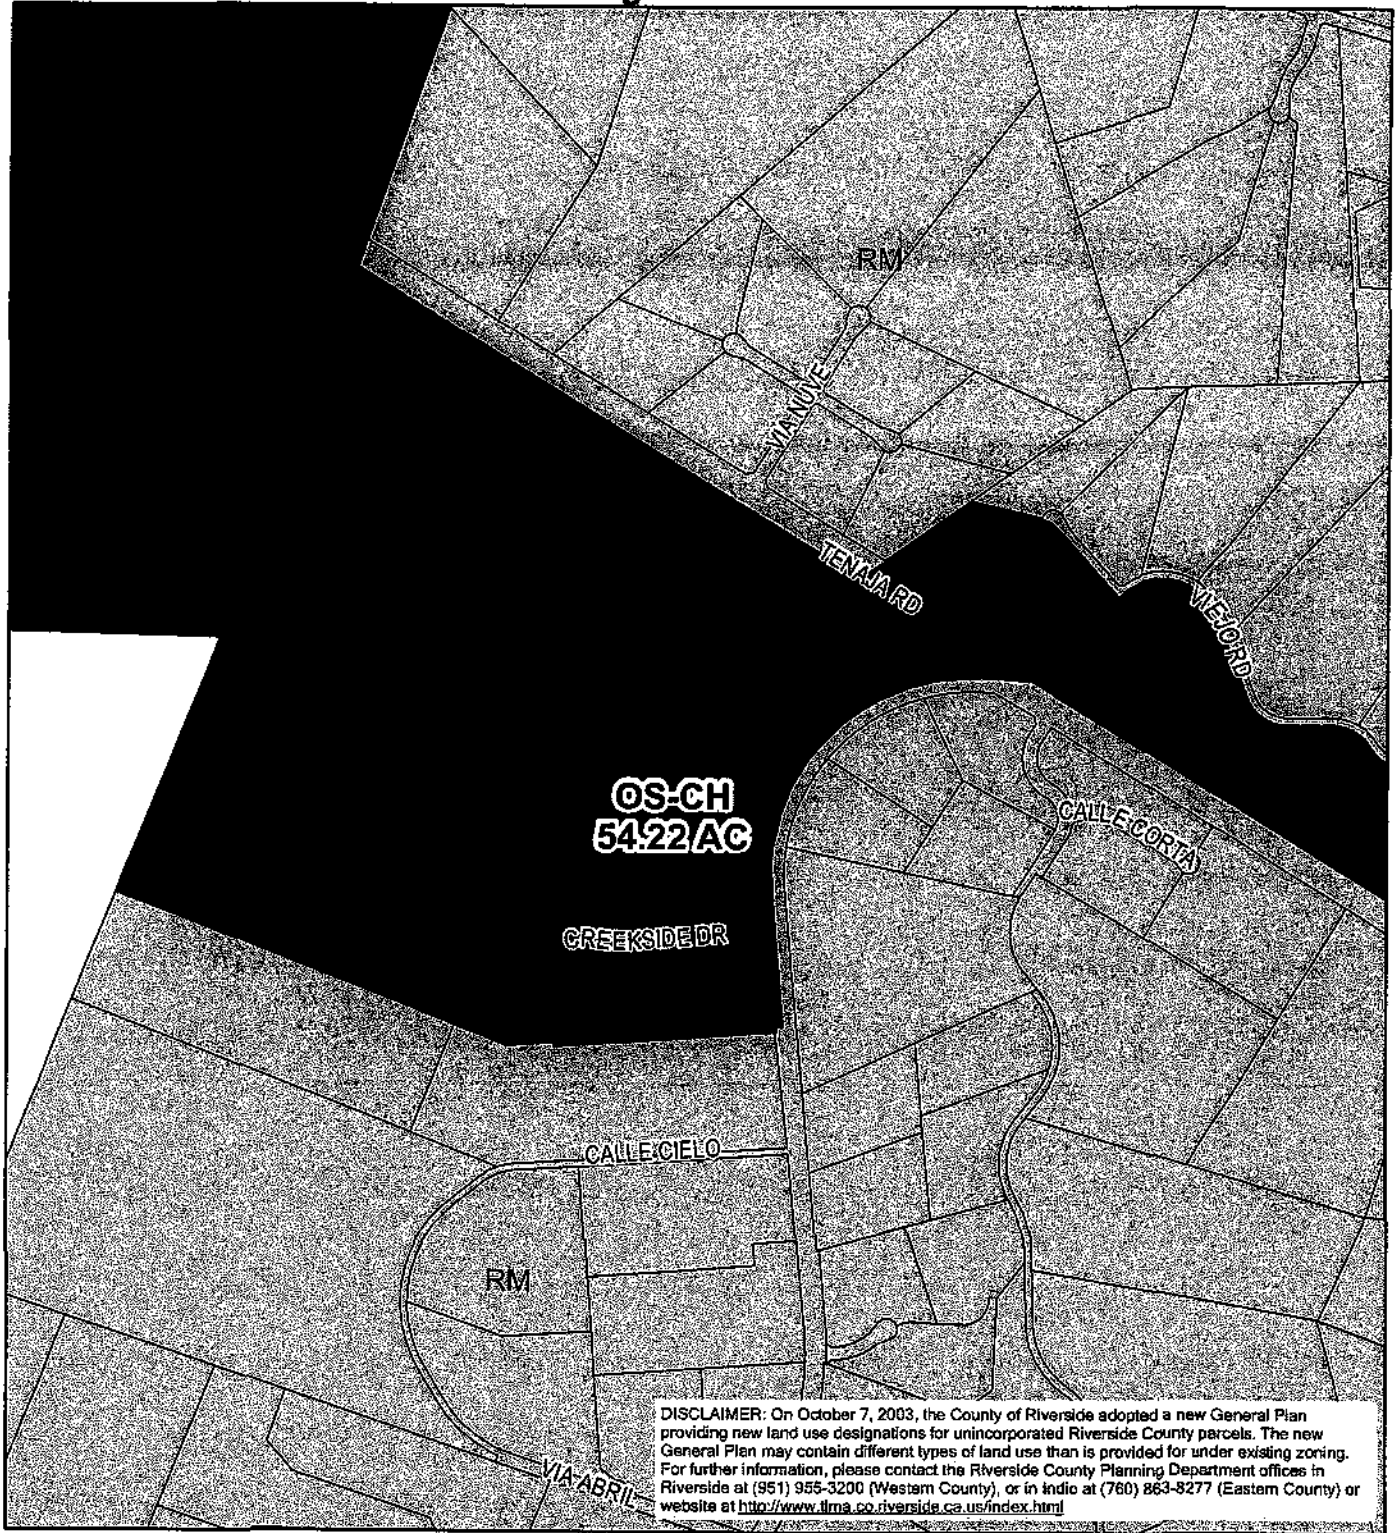 RM
VIA NUVE
TENAJA RD
VIEJO RD
OS-CH
54.22 AC
CALLE CORTA
CREEKSIDE DR
CALLE CIELO
RM
VIA ABRIL
DISCLAIMER: On October 7, 2003, the County of Riverside adopted a new General Plan
providing new land use designations for unincorporated Riverside County parcels. The new
General Plan may contain different types of land use than is provided for under existing zoning.
For further information, please contact the Riverside County Planning Department offices in
Riverside at (951) 955-3200 (Western County), or in Indio at (760) 863-8277 (Eastern County) or
website at http://www.tlma.co.riverside.ca.us/index.html